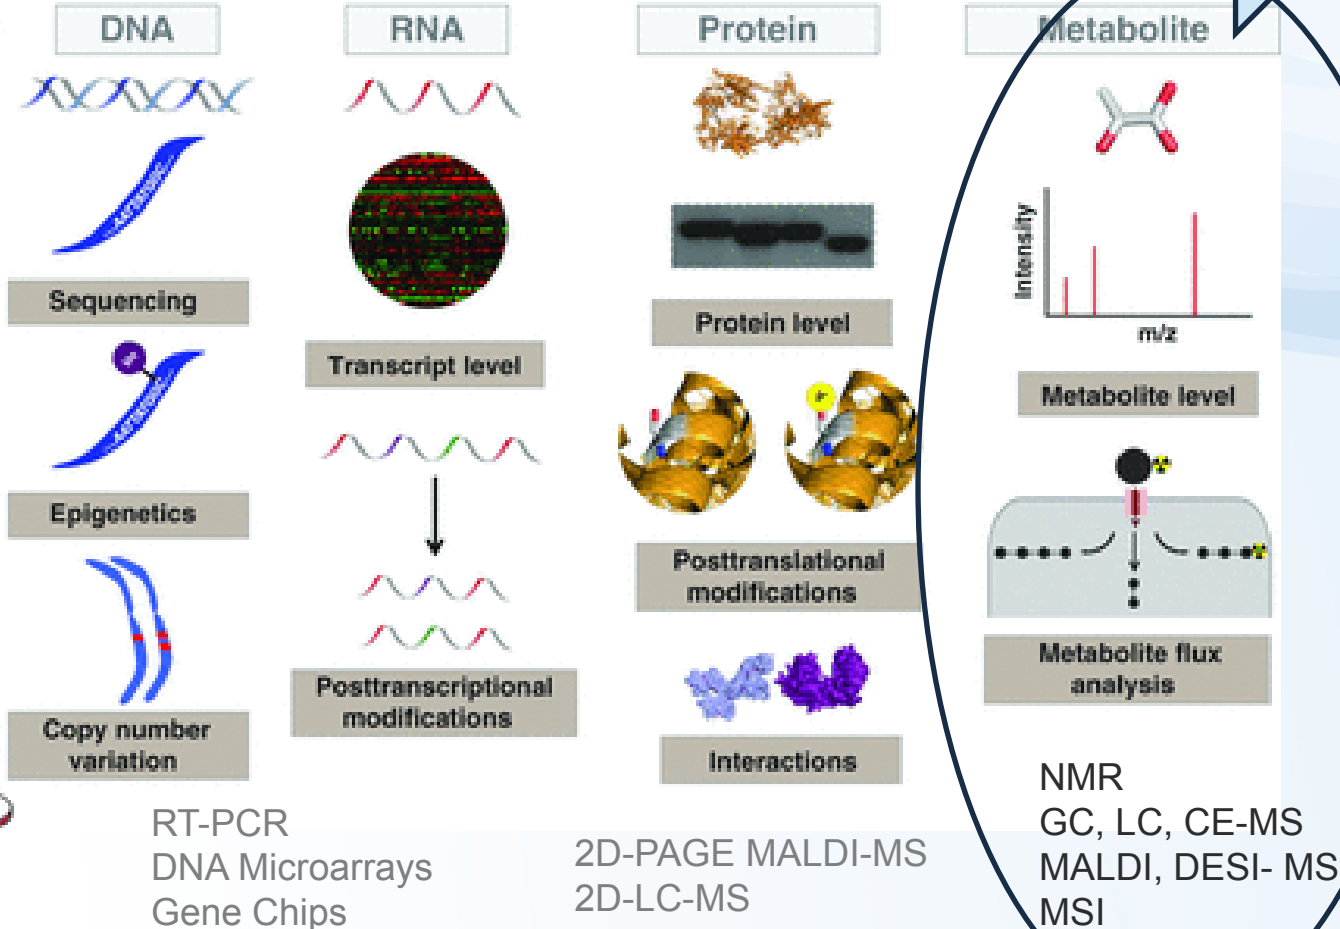 DNA
Sequencing
Epigenetics
Copy number
variation
RNA
Transcript level
Posttranscriptional
modifications
RT-PCR
DNA Microarrays
Gene Chips
Protein
Protein level
Posttranslational
modifications
Interactions
2D-PAGE MALDI-MS
2D-LC-MS
Metabolite
Intensity
m/z
Metabolite level
Metabolite flux
analysis
NMR
GC, LC, CE-MS
MALDI, DESI- MS
MSI